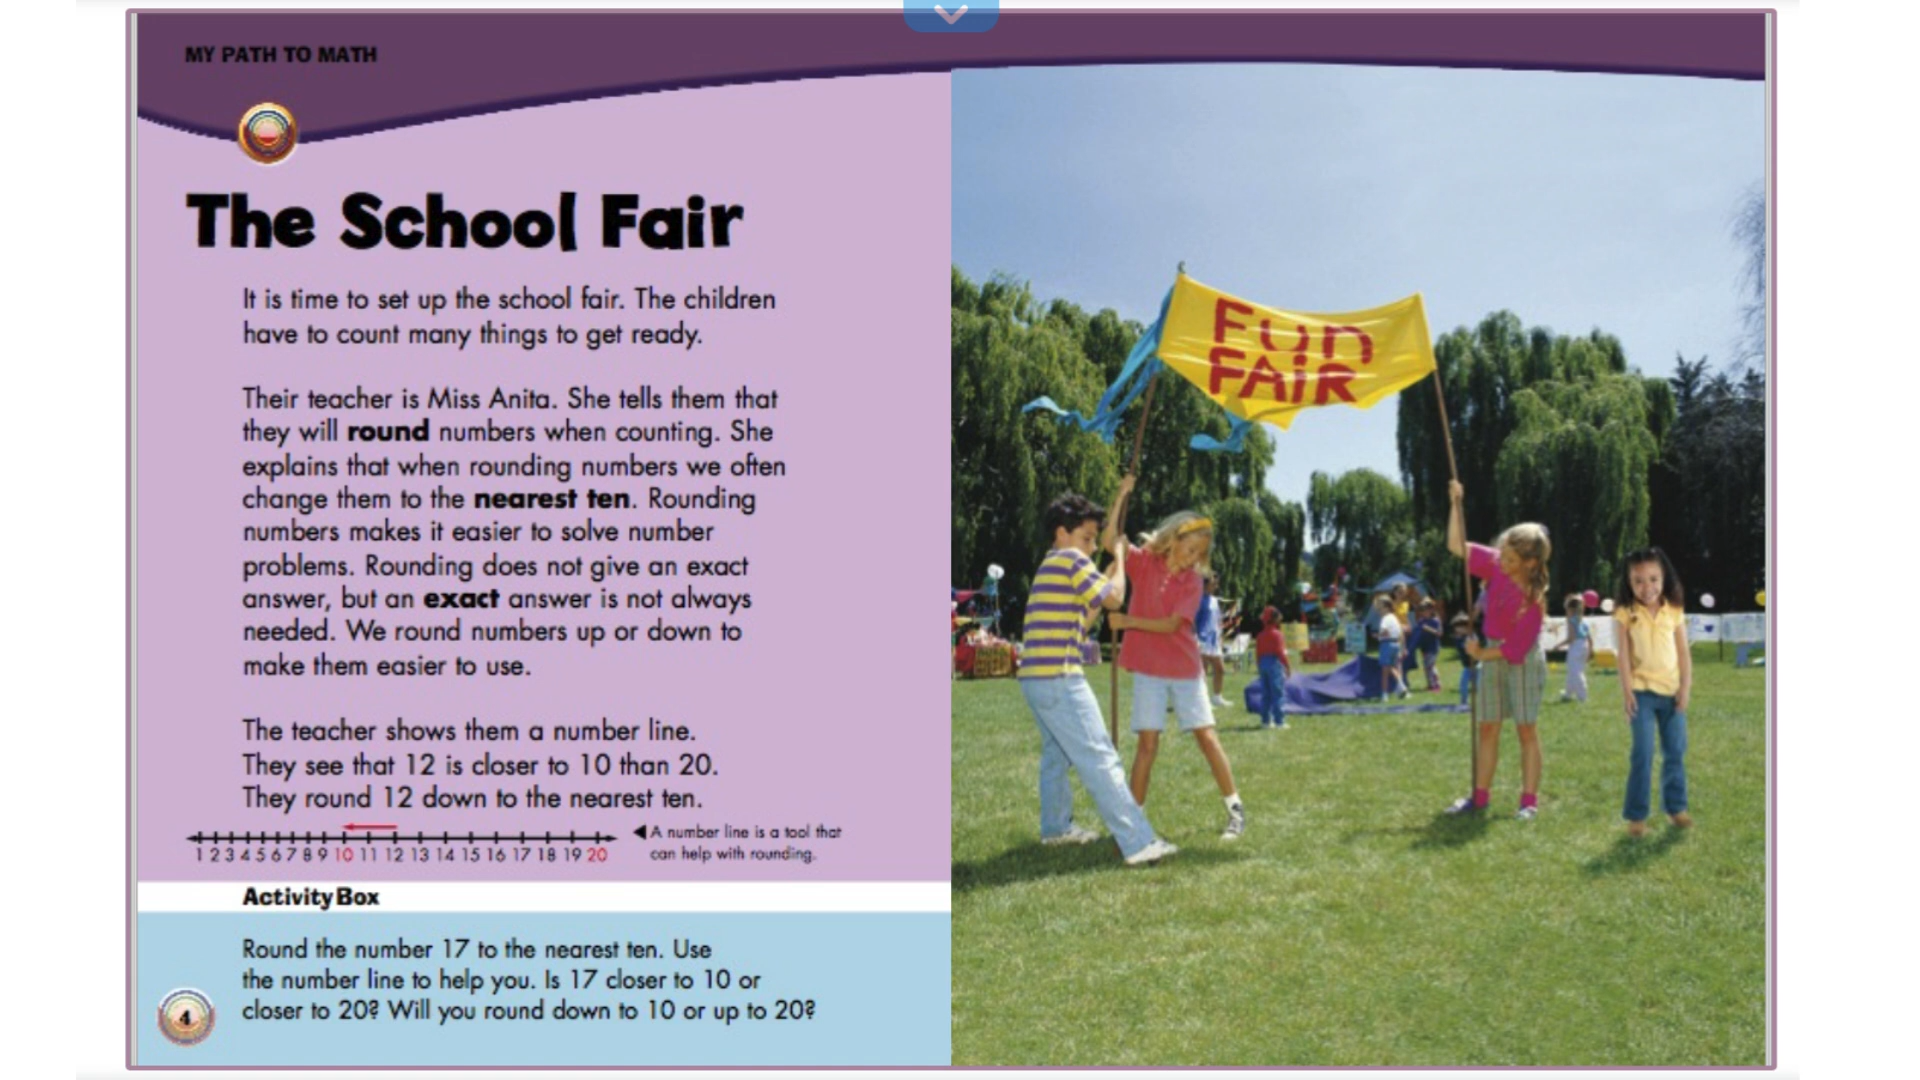 MY PATH TO MATH
The School Fair
It is time to set up the school fair. The children
have to count many things to get ready.
Their teacher is Miss Anita. She tells them that
they will round numbers when counting. She
explains that when rounding numbers we often
change them to the nearest ten. Rounding
numbers makes it easier to solve number
problems. Rounding does not give an exact
answer, but an exact answer is not always
needed. We round numbers up or down to
make them easier to use.
The teacher shows them a number line.
They see that 12 is closer to 10 than 20.
They round 12 down to the nearest ten.
1 2 3 4 5 6 7 8 9 10 11 12 13 14 15 16 17 18 19 20
A number line is a tool that
can help with rounding.
Activity Box
Round the number 17 to the nearest ten. Use
the number line to help you. Is 17 closer to 10 or
closer to 20? Will you round down to 10 or up to 20?
4
FUN
FAIR